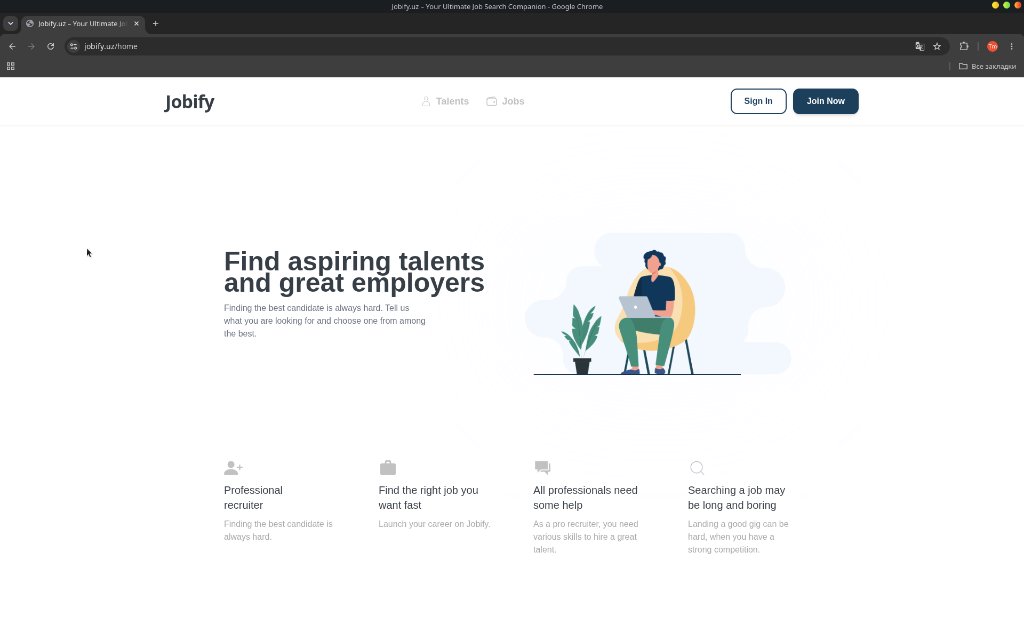 Jobify.uz – Your Ultimate Job Search Companion - Google Chrome
Jobify.uz – Your Ultimate Jo
jobify.uz/home
Все закладки
Jobify
Talents
Jobs
Sign In
Join Now
Find aspiring talents
and great employers
Finding the best candidate is always hard. Tell us
what you are looking for and choose one from among
the best.
Professional
recruiter
Finding the best candidate is
always hard.
Find the right job you
want fast
Launch your career on Jobify.
All professionals need
some help
As a pro recruiter, you need
various skills to hire a great
talent.
Searching a job may
be long and boring
Landing a good gig can be
hard, when you have a
strong competition.